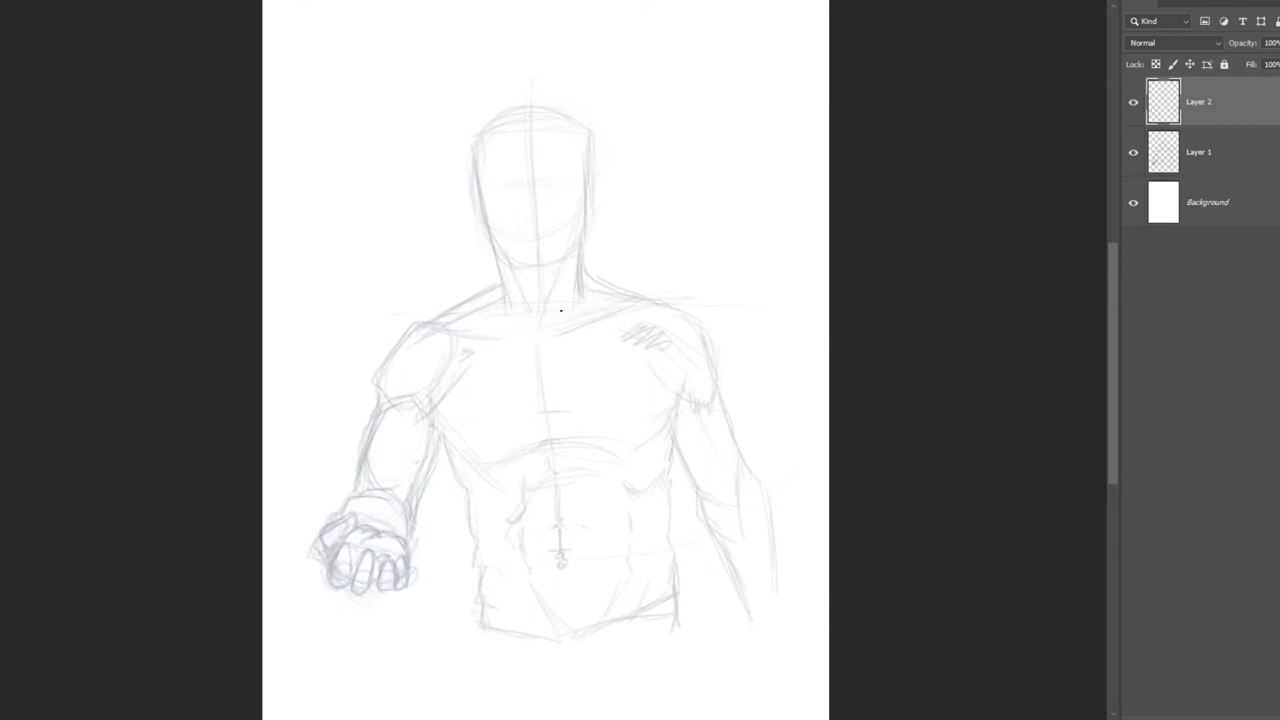 Kind
Normal
Opacity: 100%
Lock:
Fill: 100%
Layer 2
Layer 1
Background